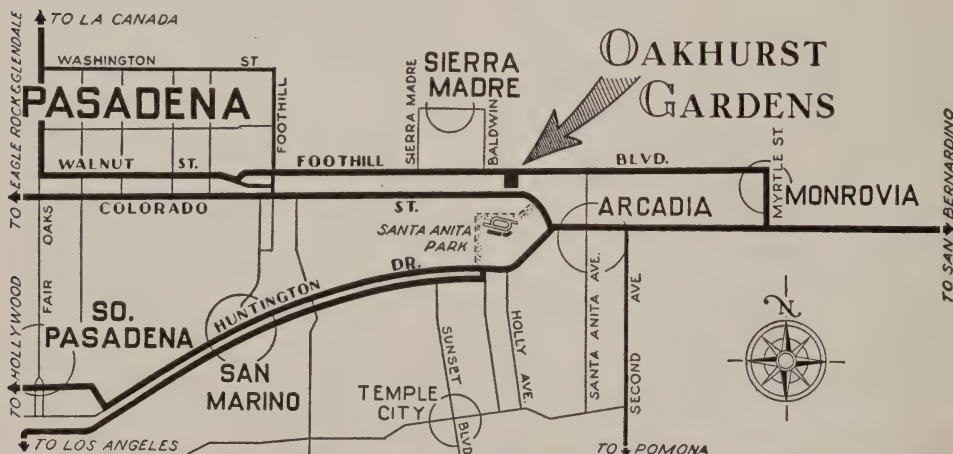 TO LA CANADA
WASHINGTON ST
PASADENA
FOOTHILL
TO EAGLE ROCK & GLENDALE
WALNUT ST.
COLORADO ST.
FOOTHILL BLVD.
SIERRA MADRE
SIERRA
MADRE
BALDWIN
OAKHURST
GARDENS
MYRTLE ST.
MONROVIA
ARCADIA
TO SAN BERNARDINO
SANTA ANITA
PARK
HUNTINGTON DR.
FAIR OAKS
TO HOLLYWOOD
SO.
PASADENA
SAN
MARINO
SUNSET BLVD
HOLLY AVE.
SANTA ANITA AVE.
SECOND AVE
TEMPLE
CITY
N
TO LOS ANGELES
TO POMONA